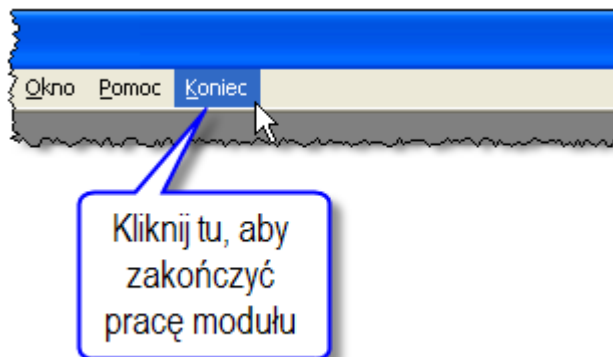 Okno Pomoc Koniec
Kliknij tu, aby
zakończyć
pracę modułu